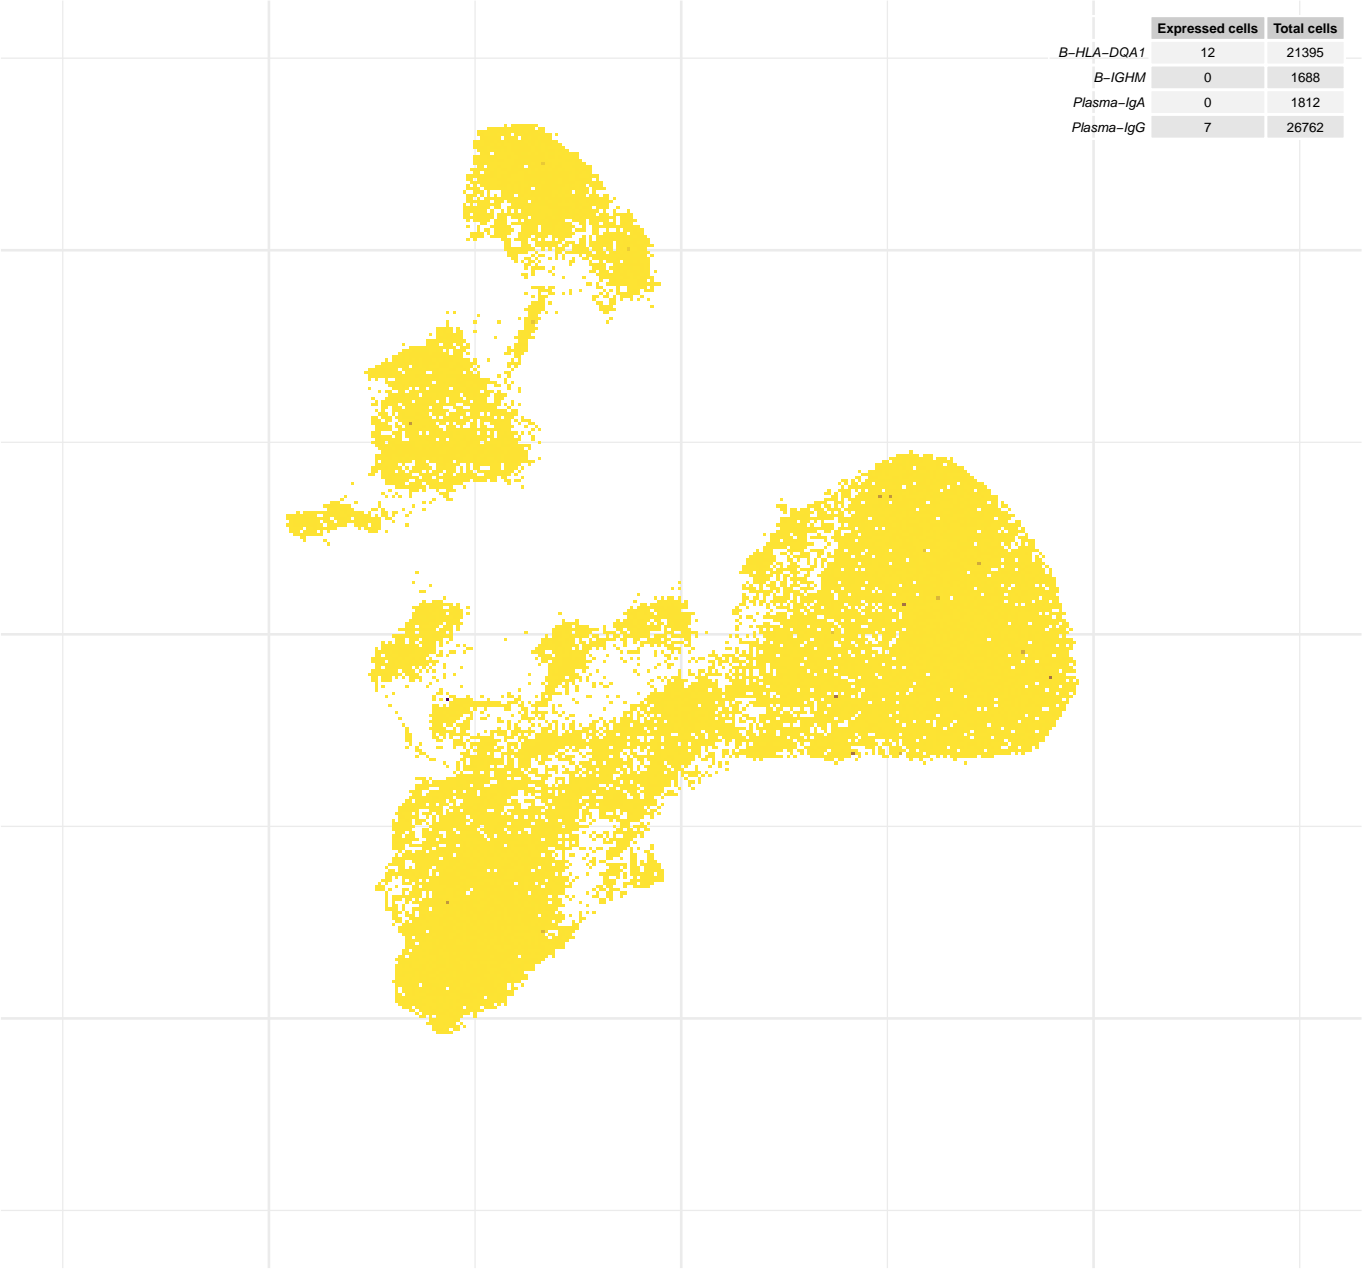 Expressed cells Total cells
B−HLA−DQA1 12 21395
B−IGHM 0 1688
Plasma−IgA 0 1812
Plasma−IgG 7 26762